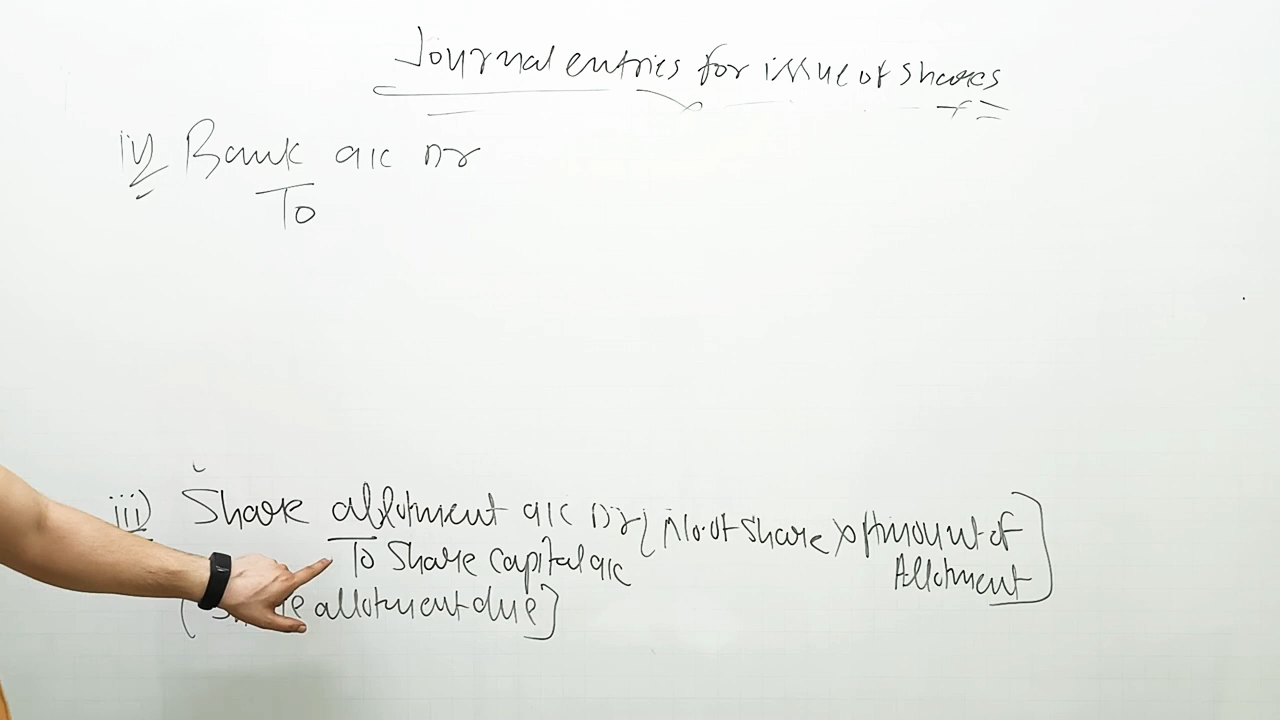 Journal entries for issue of shares
iv) Bank a/c Dr
To
iii) Share allotment a/c Dr (No. of share x Amount of
Allotment)
To Share capital a/c
(Share allotment due)